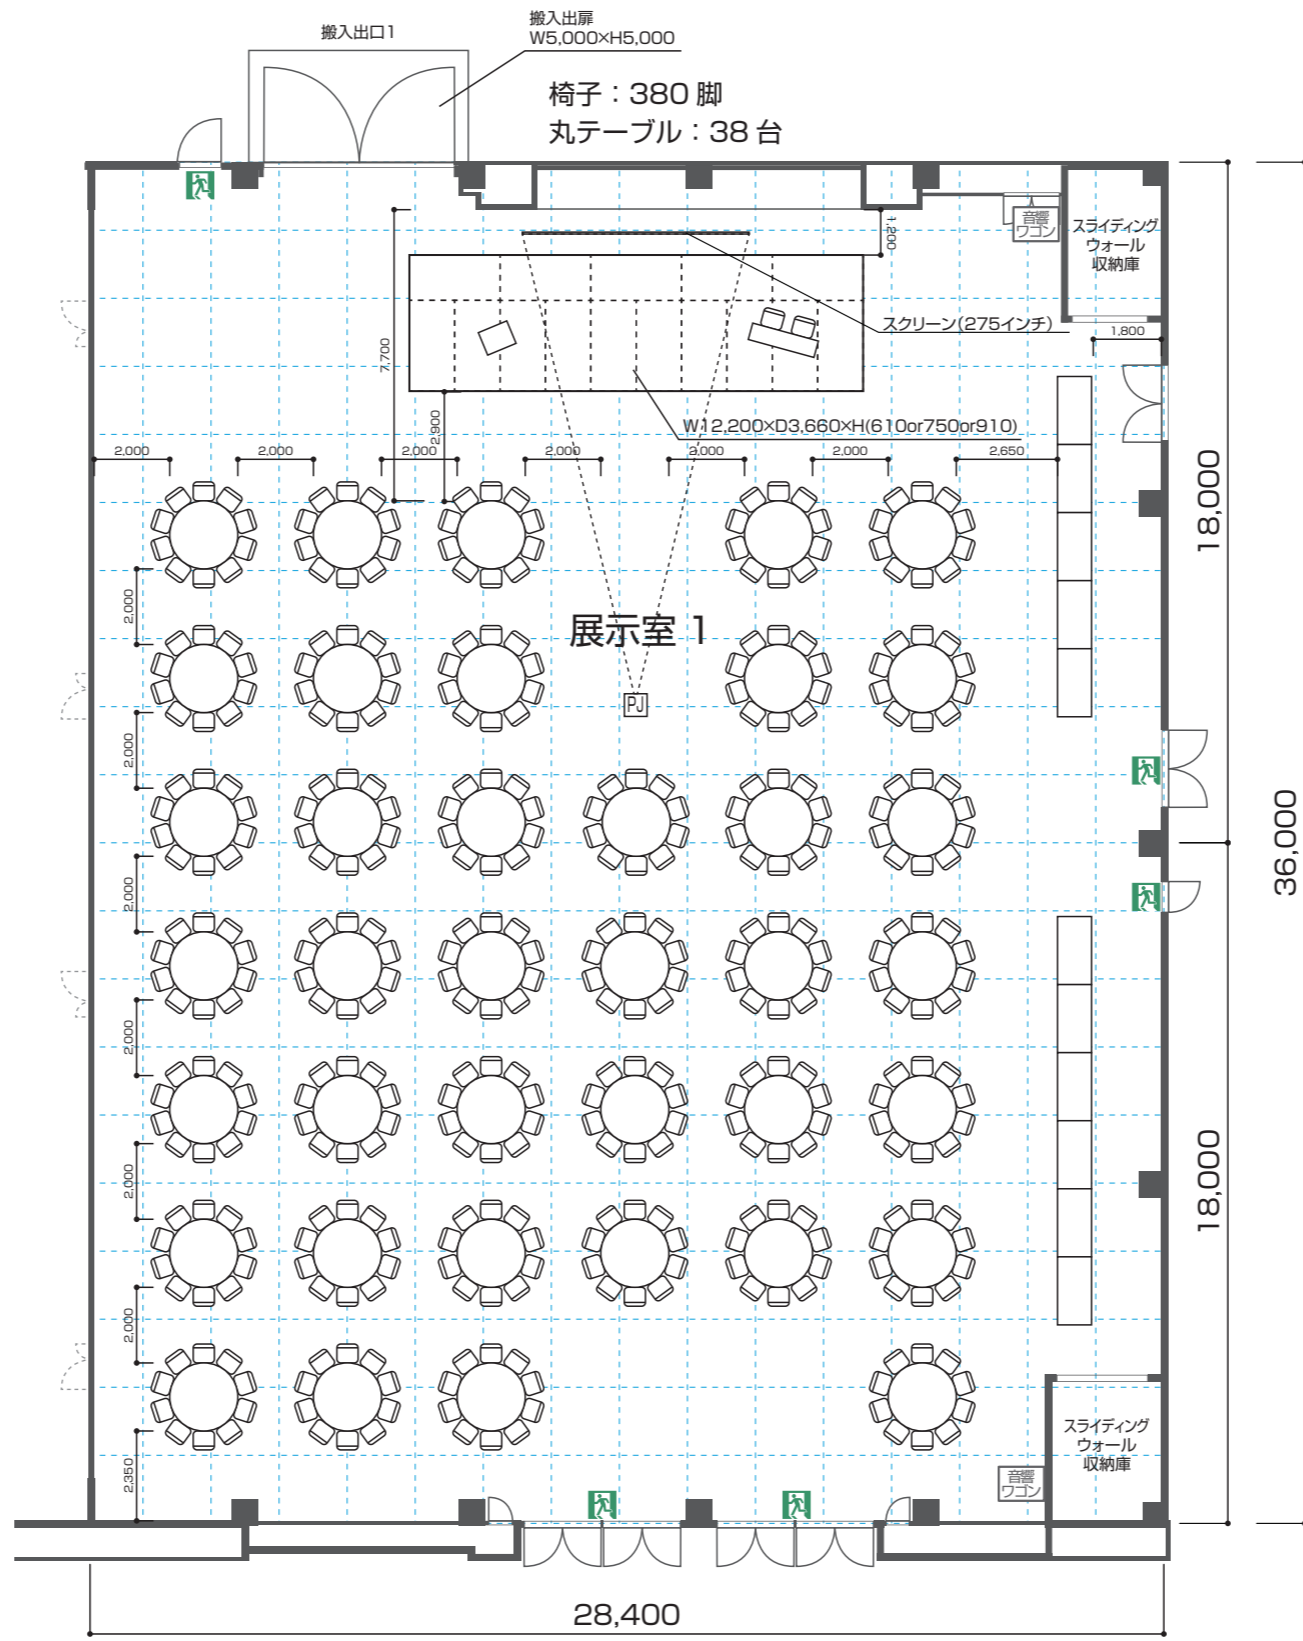 搬入出口1
搬入出扉
W5,000×H5,000
椅子：380 脚
丸テーブル：38 台
音響
ワゴン
スライディング
ウォール
収納庫
1,200
スクリーン(275インチ)
1,800
7,700
2,900
W12,200×D3,660×H(610or750or910)
2,000
2,000
2,000
2,000
2,000
2,000
2,650
18,000
2,000
展示室 1
PJ
2,000
36,000
2,000
2,000
2,000
18,000
2,000
2,350
スライディング
ウォール
収納庫
音響
ワゴン
28,400